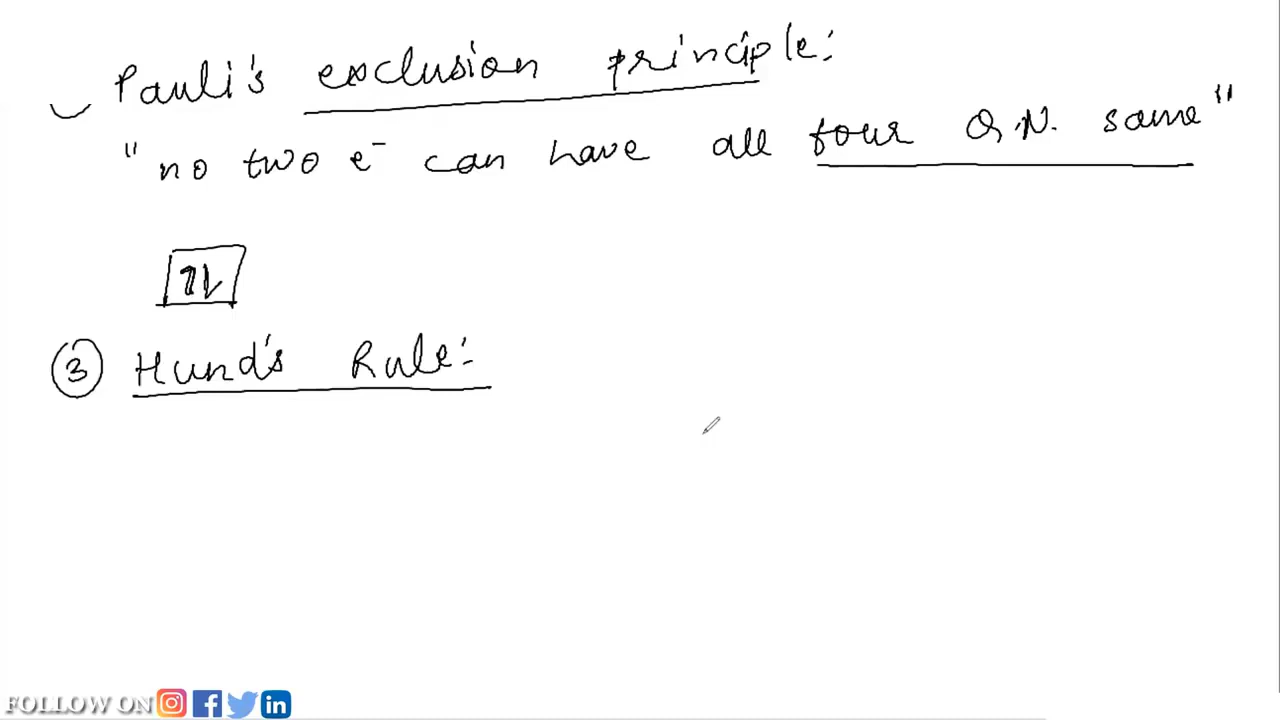 Pauli's exclusion principle:
"no two e⁻ can have all four Q.N. same"
↑↓
③ Hund's Rule:
FOLLOW ON